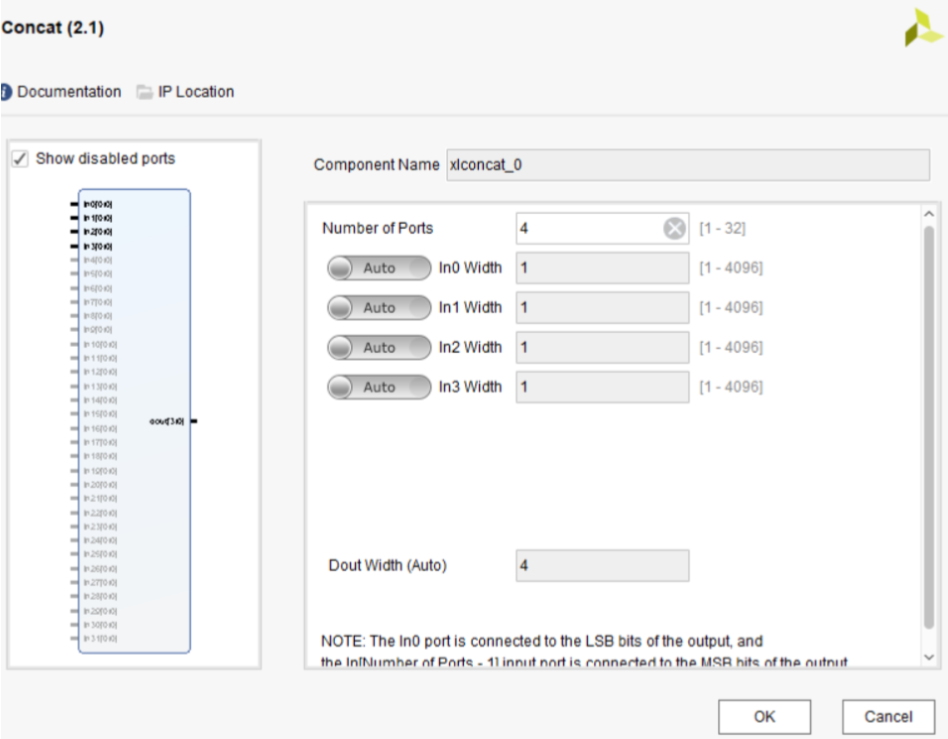 Concat (2.1)
Documentation IP Location
Show disabled ports
In0[0:0]
In1[0:0]
In2[0:0]
In3[0:0]
In4[0:0]
In5[0:0]
In6[0:0]
In7[0:0]
In8[0:0]
In9[0:0]
In10[0:0]
In11[0:0]
In12[0:0]
In13[0:0]
In14[0:0]
In15[0:0]
In16[0:0]
In17[0:0]
In18[0:0]
In19[0:0]
In20[0:0]
In21[0:0]
In22[0:0]
In23[0:0]
In24[0:0]
In25[0:0]
In26[0:0]
In27[0:0]
In28[0:0]
In29[0:0]
In30[0:0]
In31[0:0]
dout[3:0]
Component Name xlconcat_0
Number of Ports 4 [1 - 32]
Auto In0 Width 1 [1 - 4096]
Auto In1 Width 1 [1 - 4096]
Auto In2 Width 1 [1 - 4096]
Auto In3 Width 1 [1 - 4096]
Dout Width (Auto) 4
NOTE: The In0 port is connected to the LSB bits of the output, and
the In[Number of Ports - 1] input port is connected to the MSB bits of the output
OK Cancel